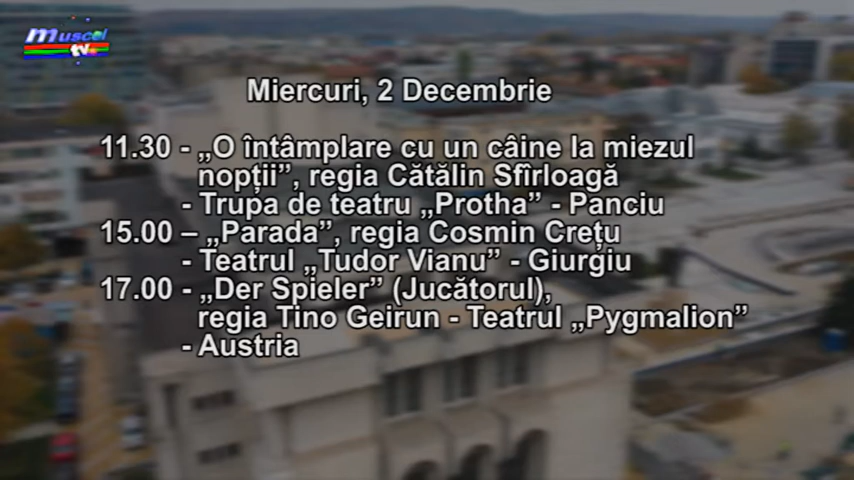 Muscel
tv
Miercuri, 2 Decembrie
11.30 - „O întâmplare cu un câine la miezul
nopții”, regia Cătălin Sfîrloagă
- Trupa de teatru „Protha” - Panciu
15.00 – „Parada”, regia Cosmin Crețu
- Teatrul „Tudor Vianu” - Giurgiu
17.00 - „Der Spieler” (Jucătorul),
regia Tino Geirun - Teatrul „Pygmalion”
- Austria